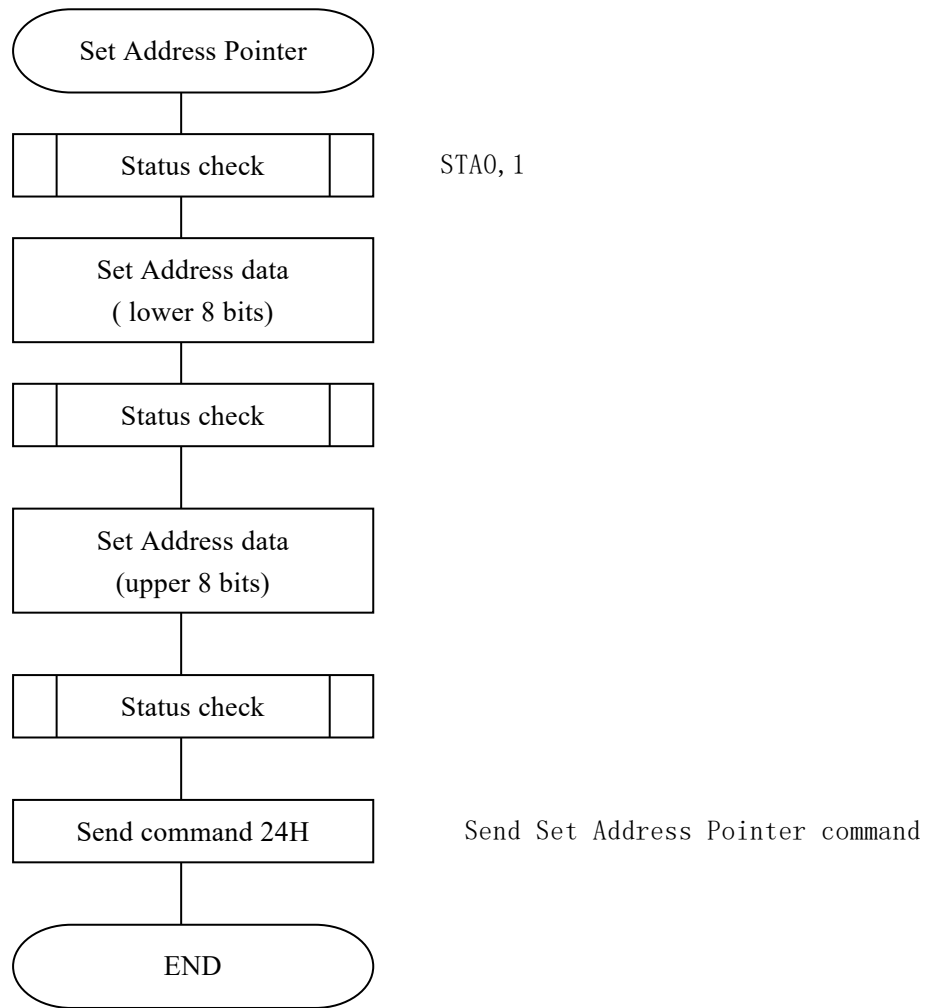 Set Address Pointer
Status check
STA0,1
Set Address data
( lower 8 bits)
Status check
Set Address data
(upper 8 bits)
Status check
Send command 24H
Send Set Address Pointer command
END